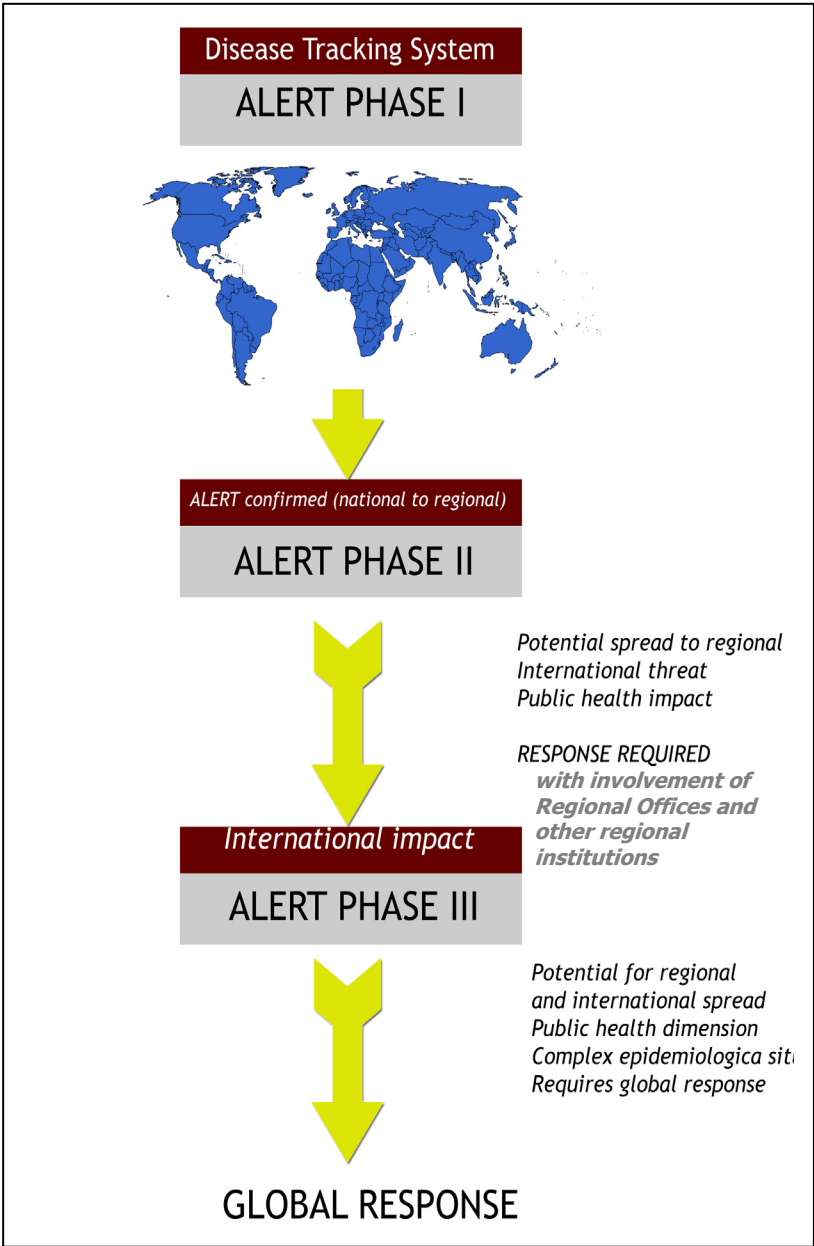 Disease Tracking System
ALERT PHASE I
ALERT confirmed (national to regional)
ALERT PHASE II
Potential spread to regional
International threat
Public health impact
RESPONSE REQUIRED
with involvement of
Regional Offices and
other regional
institutions
International impact
ALERT PHASE III
Potential for regional
and international spread
Public health dimension
Complex epidemiologica
Requires global response
GLOBAL RESPONSE